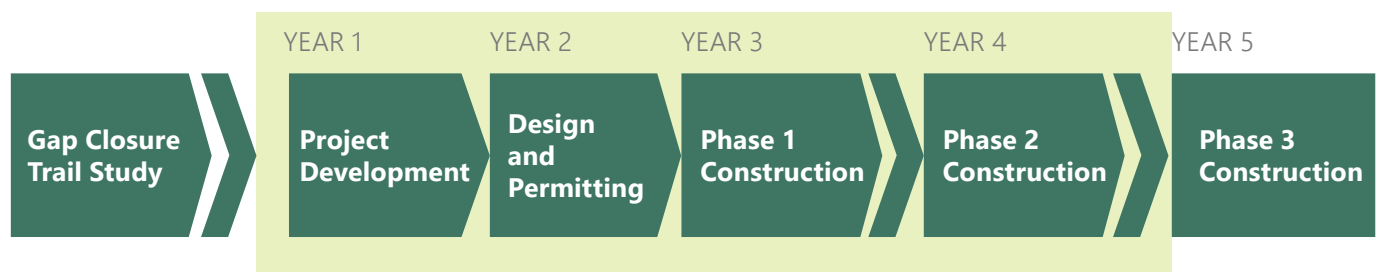 YEAR 1
YEAR 2
YEAR 3
YEAR 4
YEAR 5
Gap Closure
Trail Study
Project
Development
Design
and
Permitting
Phase 1
Construction
Phase 2
Construction
Phase 3
Construction